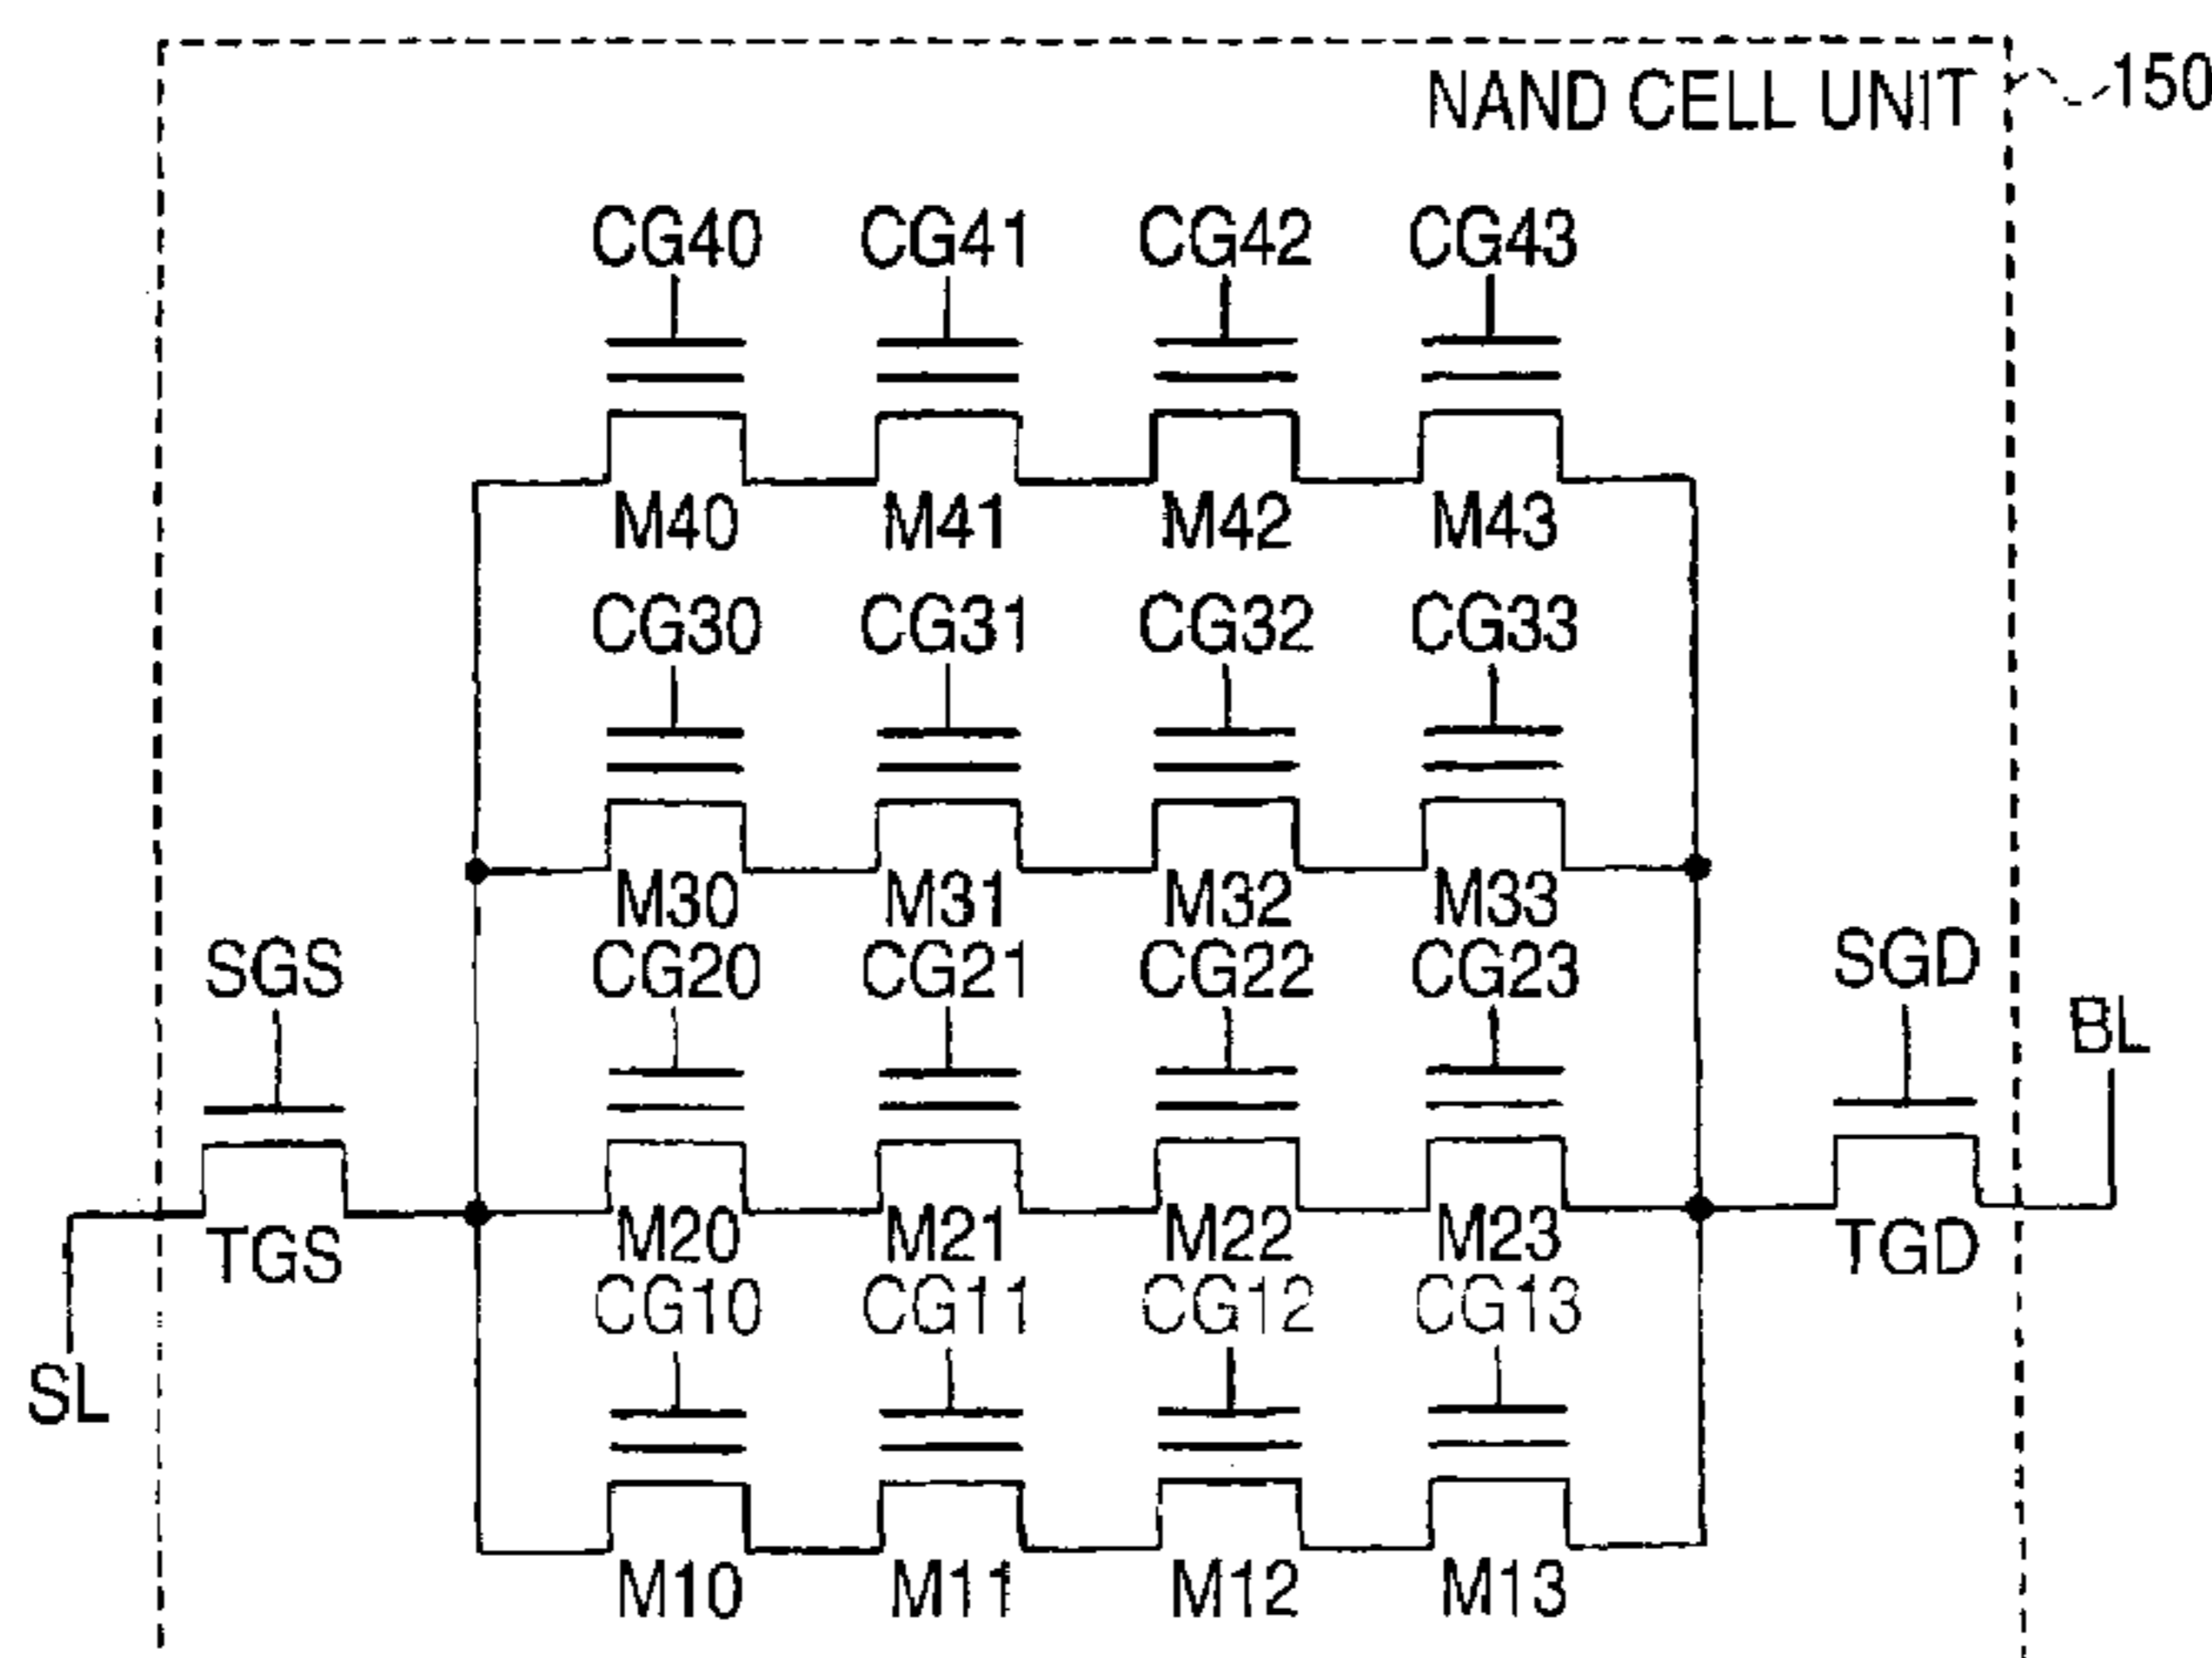 NAND CELL UNIT 150
CG40 CG41 CG42 CG43
M40 M41 M42 M43
CG30 CG31 CG32 CG33
M30 M31 M32 M33
SGS CG20 CG21 CG22 CG23 SGD
BL
TGS M20 M21 M22 M23 TGD
CG10 CG11 CG12 CG13
SL
M10 M11 M12 M13